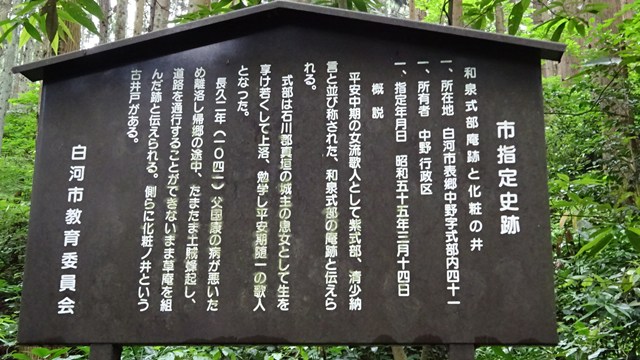 市指定史跡
和泉式部庵跡と化粧の井
一、所在地 白河市表郷中野字式部内四十一
一、所有者 中野行政区
一、指定年月日 昭和五十五年三月十四日
概説
平安中期の女流歌人として紫式部、清少納
言と並び称された、和泉式部の庵跡と伝えら
れる。
式部は石川郡真垣の城主の息女として生を
享け若くして上洛、勉学し平安期随一の歌人
となった。
長久二年(一〇四一)父国康の病が悪いた
め離洛し帰郷の途中、たまたま土賊蜂起し、
道路を通行することができないまま草庵を組
んだ跡と伝えられる。側らに化粧ノ井という
古井戸がある。
白河市教育委員会